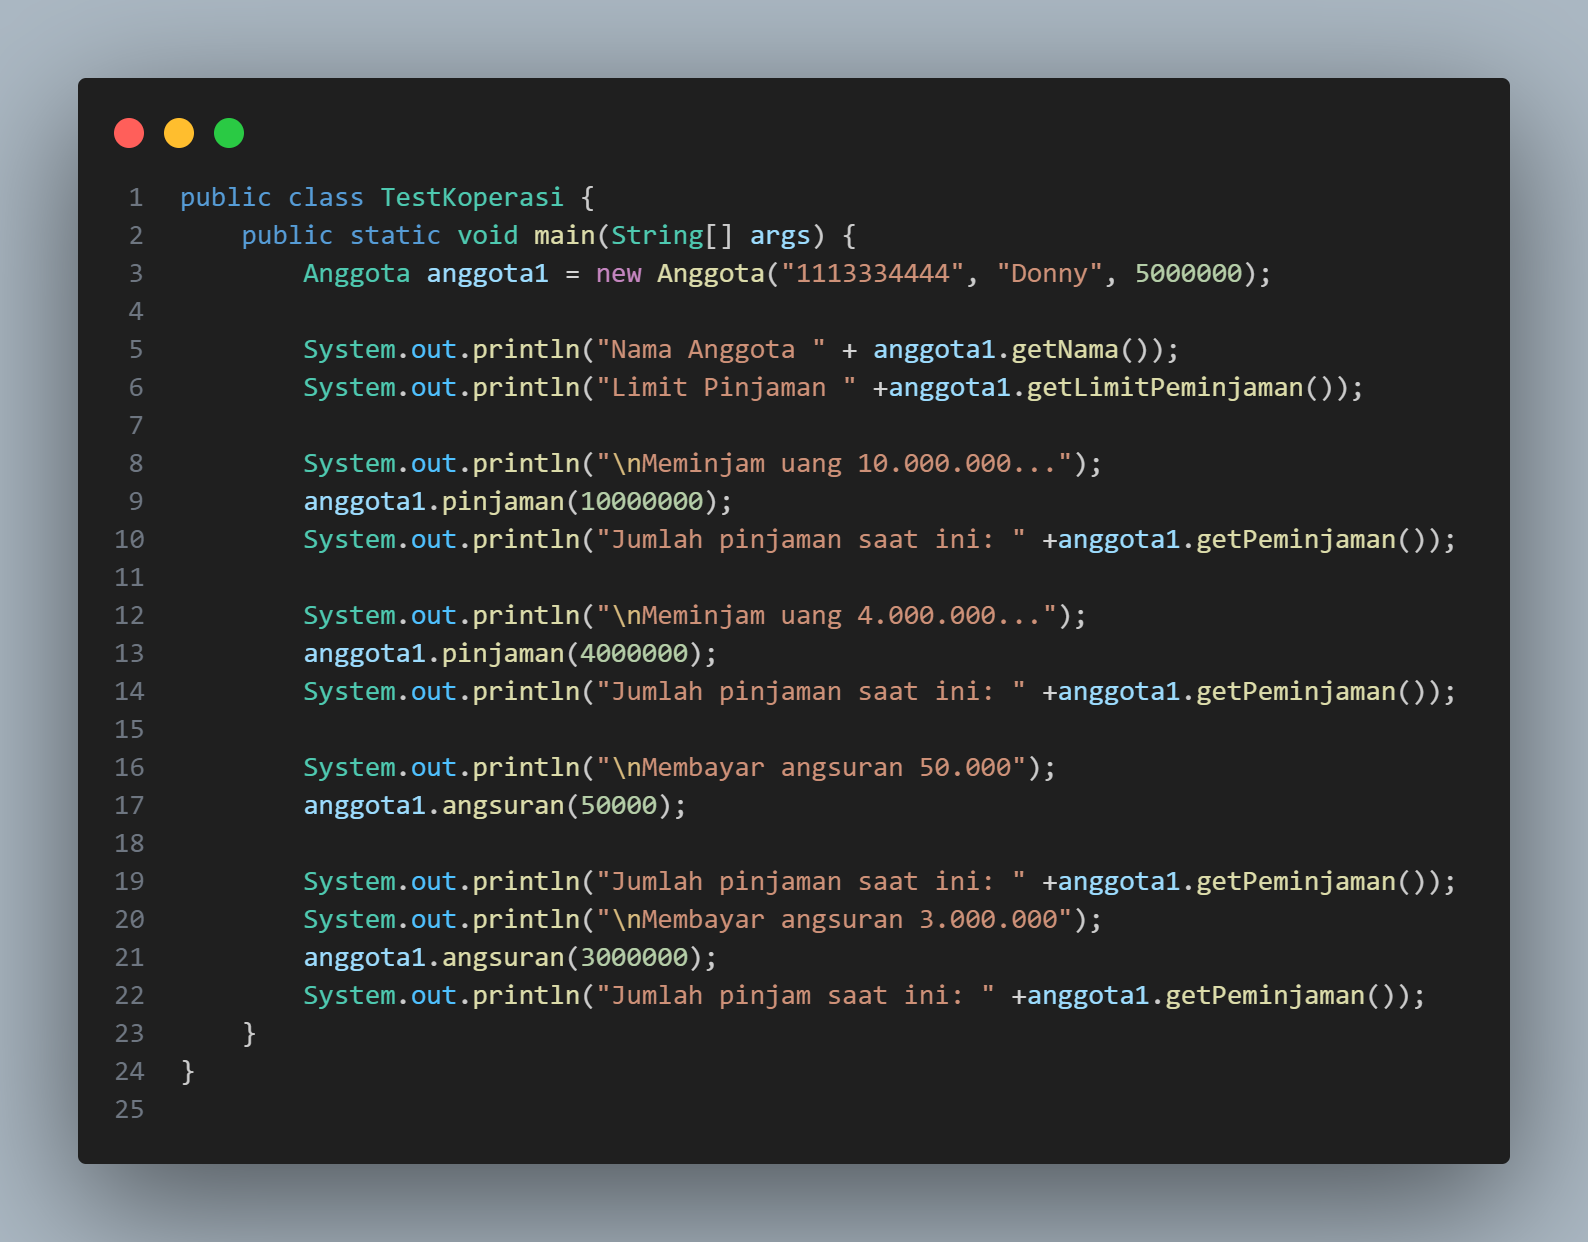 1 public class TestKoperasi {
2     public static void main(String[] args) {
3         Anggota anggota1 = new Anggota("1113334444", "Donny", 5000000);
4
5         System.out.println("Nama Anggota " + anggota1.getNama());
6         System.out.println("Limit Pinjaman " +anggota1.getLimitPeminjaman());
7
8         System.out.println("\nMeminjam uang 10.000.000...");
9         anggota1.pinjaman(10000000);
10         System.out.println("Jumlah pinjaman saat ini: " +anggota1.getPeminjaman());
11
12         System.out.println("\nMeminjam uang 4.000.000...");
13         anggota1.pinjaman(4000000);
14         System.out.println("Jumlah pinjaman saat ini: " +anggota1.getPeminjaman());
15
16         System.out.println("\nMembayar angsuran 50.000");
17         anggota1.angsuran(50000);
18
19         System.out.println("Jumlah pinjaman saat ini: " +anggota1.getPeminjaman());
20         System.out.println("\nMembayar angsuran 3.000.000");
21         anggota1.angsuran(3000000);
22         System.out.println("Jumlah pinjam saat ini: " +anggota1.getPeminjaman());
23     }
24 }
25